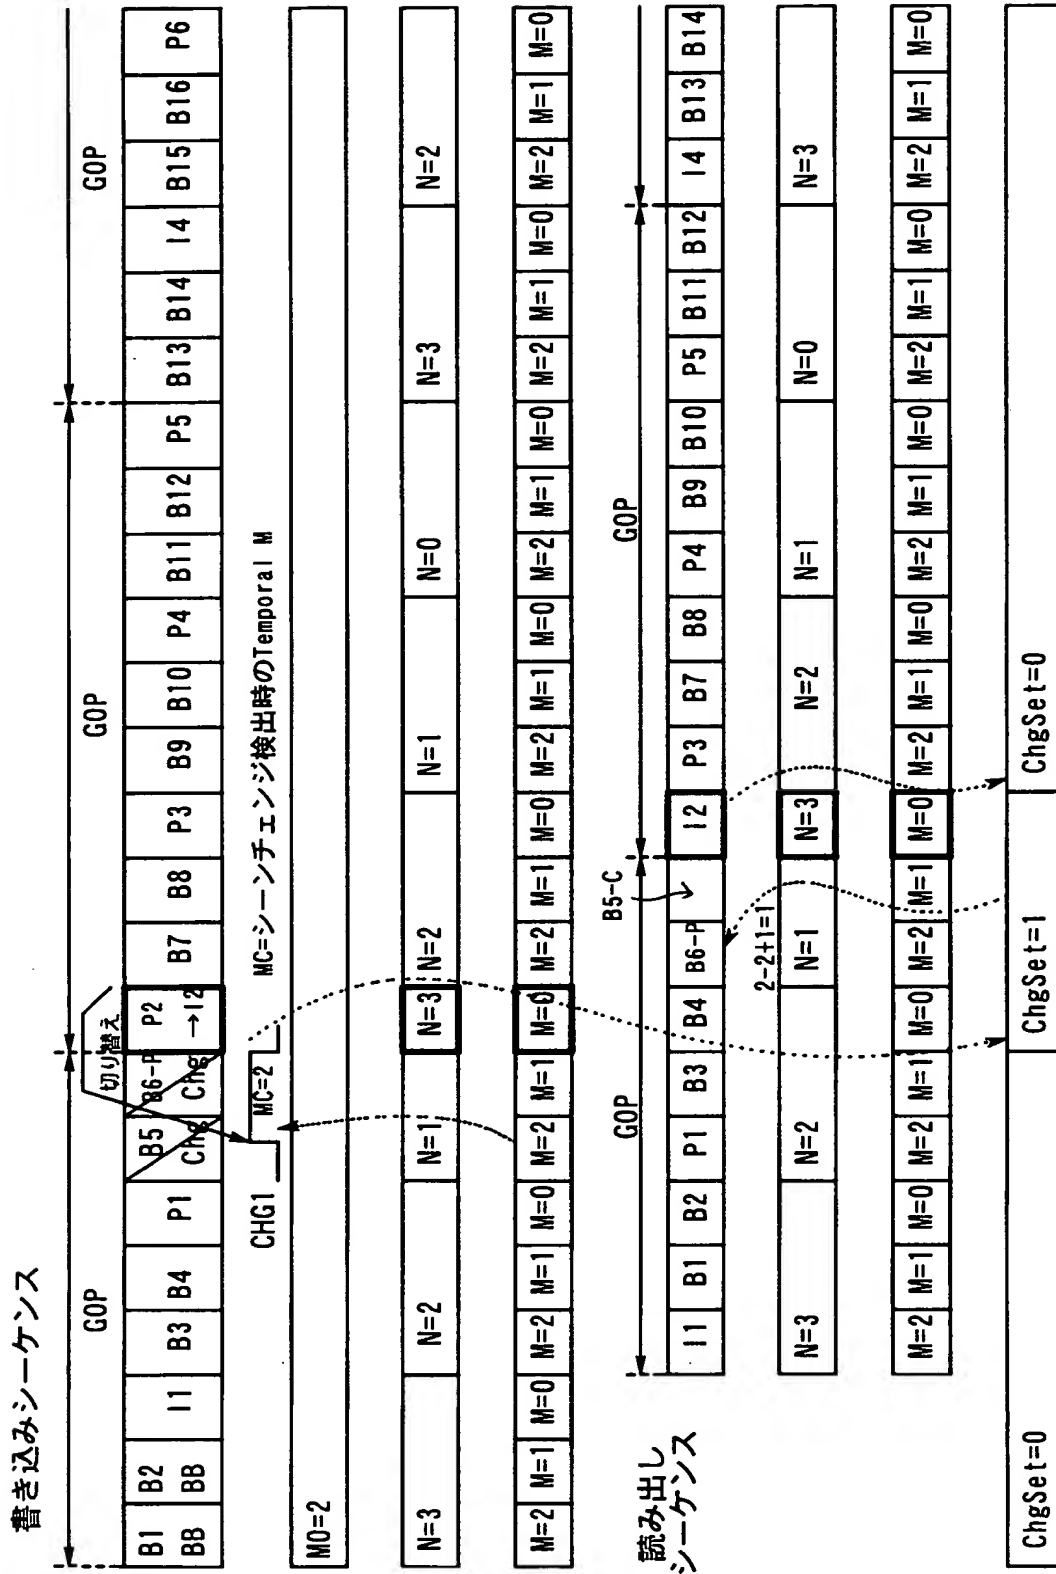 書き込みシーケンス
GOP GOP GOP
B1 B2 I1 B3 B4 P1 B5 B6-P P2 B7 B8 P3 B9 B10 P4 B11 B12 P5 B13 B14 I4 B15 B16 P6
BB BB Chg Chg →I2
切り替え
CHG1 MC=2 MC=シーンチェンジ検出時のTemporal M
M0=2
N=3 N=2 N=1 N=3 N=2 N=1 N=0 N=3 N=2
M=2 M=1 M=0 M=2 M=1 M=0 M=2 M=1 M=0 M=2 M=1 M=0 M=2 M=1 M=0 M=2 M=1 M=0 M=2 M=1 M=0 M=2 M=1 M=0
読み出し
シーケンス
GOP GOP
B5-C
I1 B1 B2 P1 B3 B4 B6-P I2 P3 B7 B8 P4 B9 B10 P5 B11 B12 I4 B13 B14
2-2+1=1
N=3 N=2 N=1 N=3 N=2 N=1 N=0 N=3
M=2 M=1 M=0 M=2 M=1 M=0 M=2 M=1 M=0 M=2 M=1 M=0 M=2 M=1 M=0 M=2 M=1 M=0 M=2 M=1 M=0
ChgSet=0 ChgSet=1 ChgSet=0